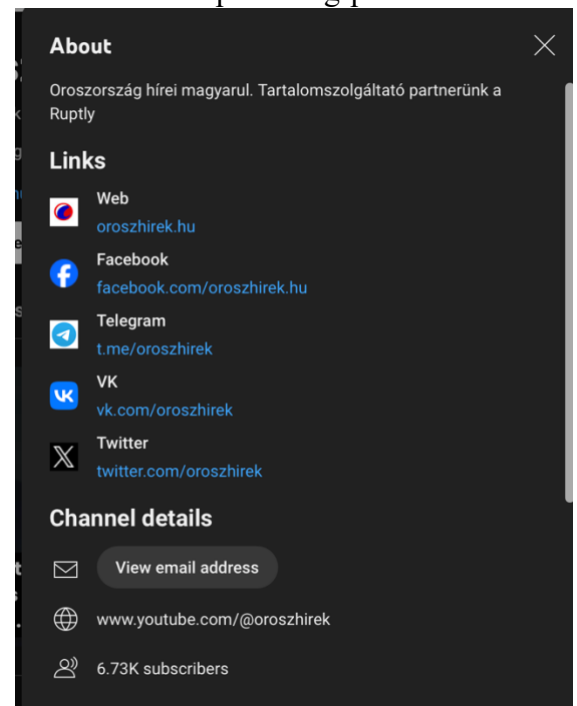 About
Oroszország hírei magyarul. Tartalomszolgáltató partnerünk a
Ruptly
Links
Web
oroszhirek.hu
Facebook
facebook.com/oroszhirek.hu
Telegram
t.me/oroszhirek
VK
vk.com/oroszhirek
Twitter
twitter.com/oroszhirek
Channel details
View email address
www.youtube.com/@oroszhirek
6.73K subscribers